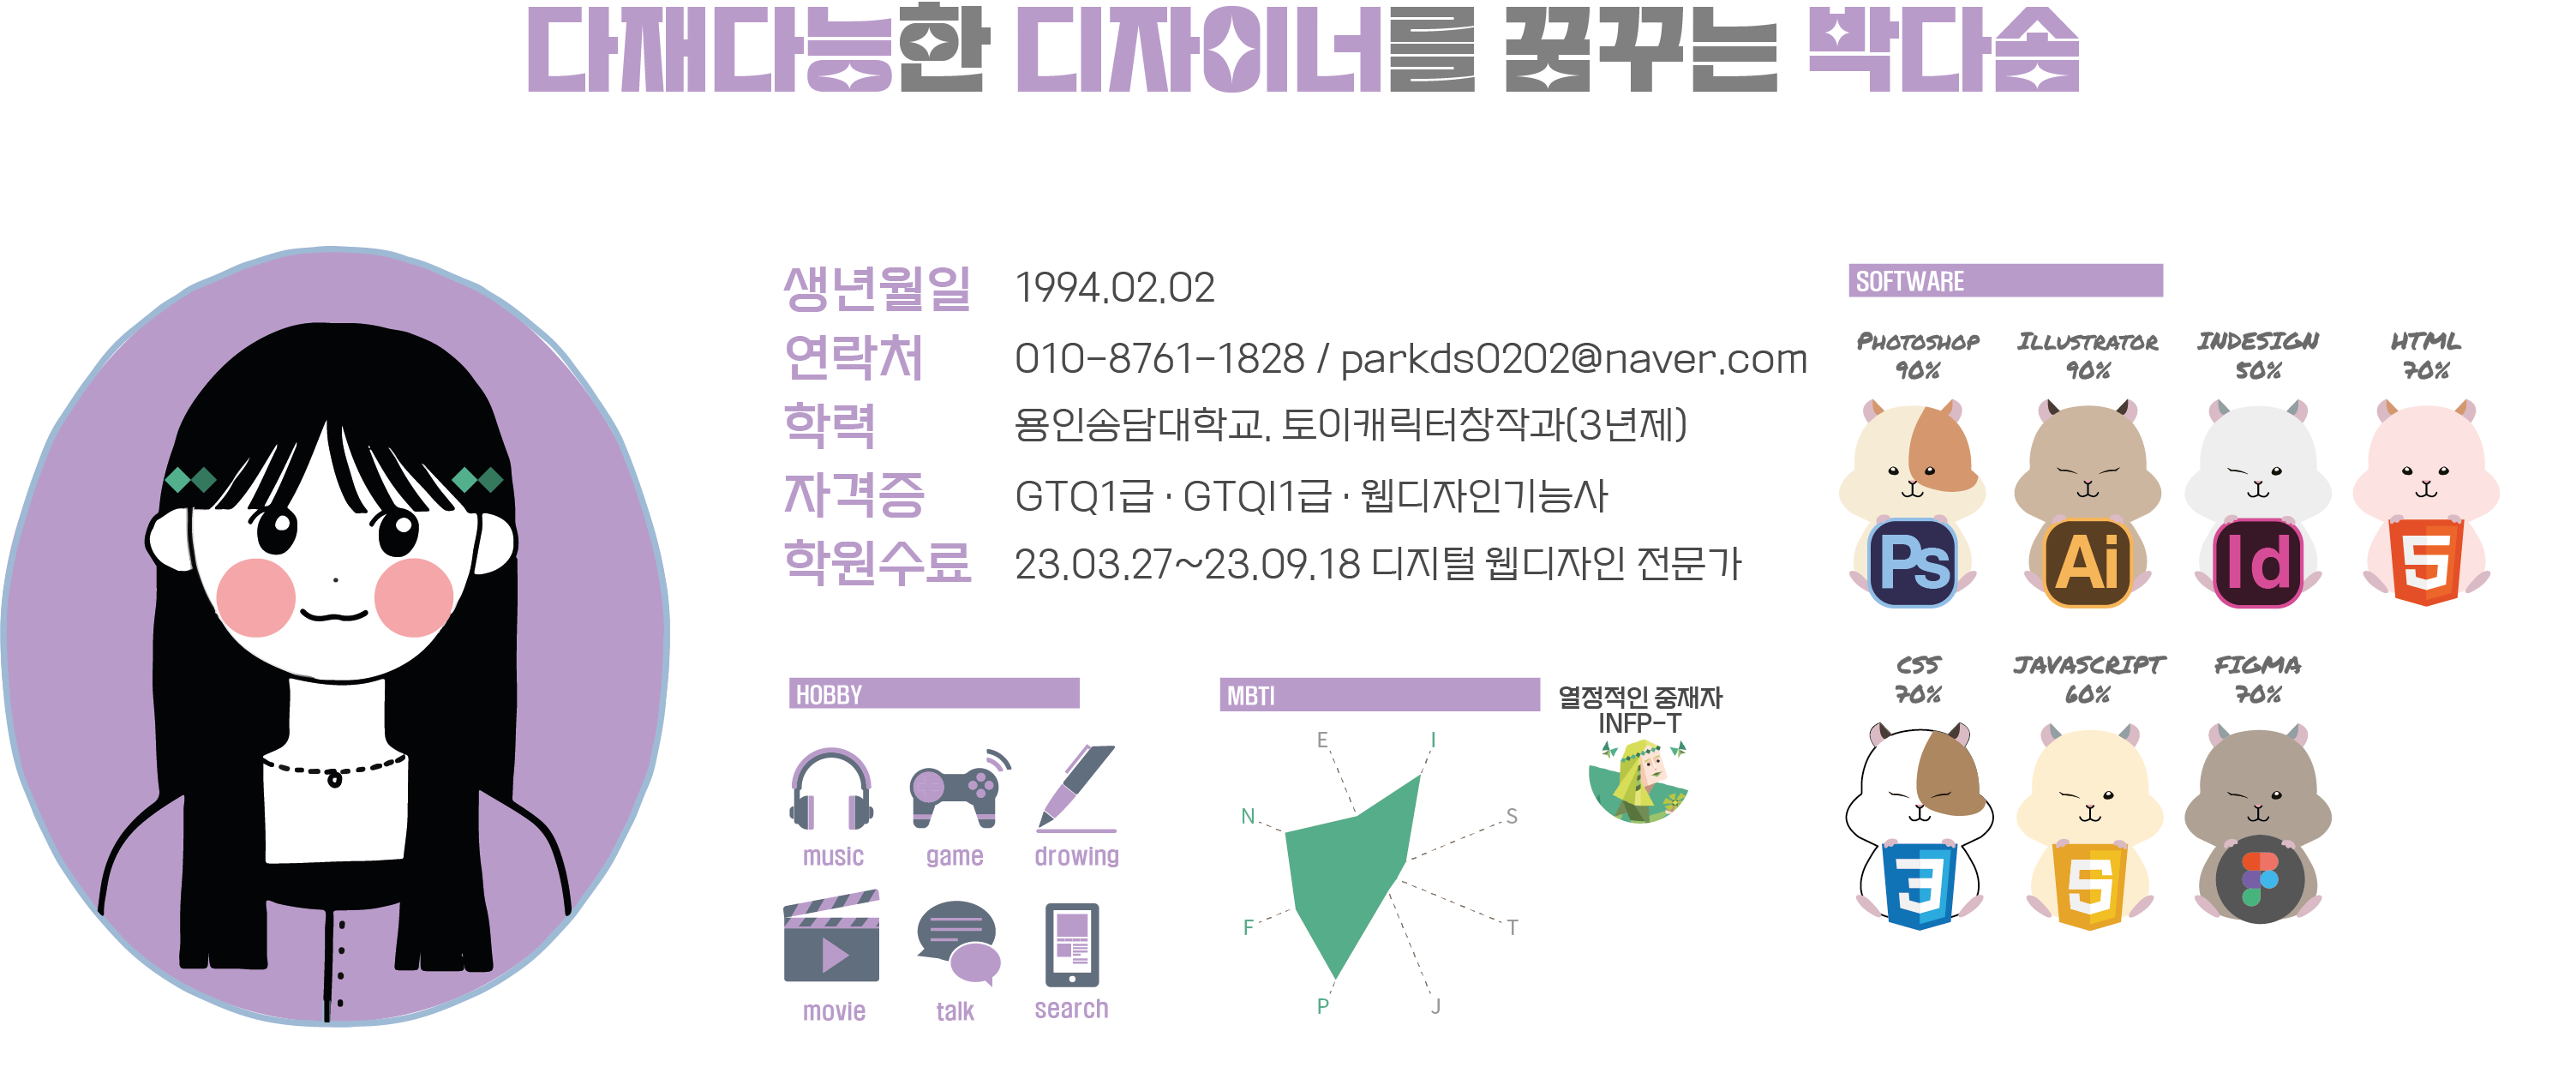 다재다능한 디자이너를 꿈꾸는 박다솜
생년월일 1994.02.02
연락처 010-8761-1828 / parkds0202@naver.com
학력 용인송담대학교. 토이캐릭터창작과(3년제)
자격증 GTQ1급 · GTQI1급 · 웹디자인기능사
학원수료 23.03.27~23.09.18 디지털 웹디자인 전문가
HOBBY
music game drowing
movie talk search
MBTI
열정적인 중재자
INFP-T
E I
N S
F T
P J
SOFTWARE
PHOTOSHOP ILLUSTRATOR INDESIGN HTML
90% 90% 50% 70%
Ps Ai Id 5
CSS JAVASCRIPT FIGMA
70% 60% 70%
3 5